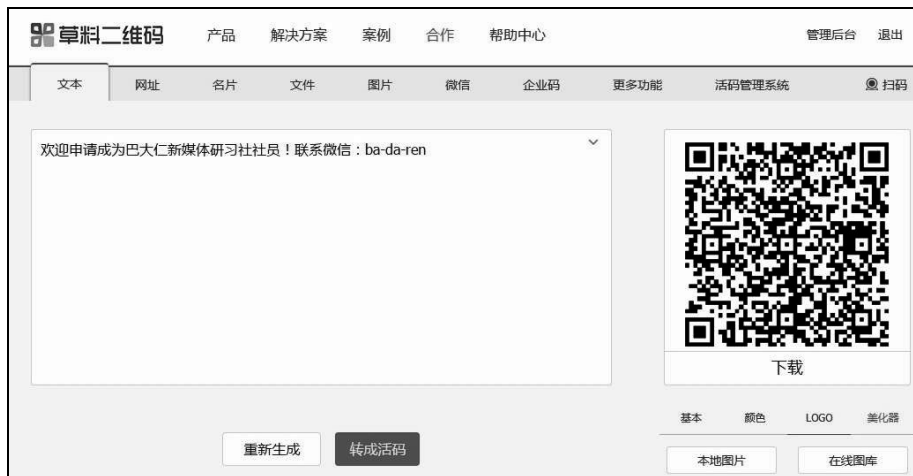 草料二维码 产品 解决方案 案例 合作 帮助中心 管理后台 退出
文本 网址 名片 文件 图片 微信 企业码 更多功能 活码管理系统 扫码
欢迎申请成为巴大仁新媒体研习社社员！联系微信：ba-da-ren
下载
基本 颜色 LOGO 美化器
重新生成 转成活码 本地图片 在线图库